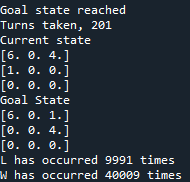 Goal state reached
Turns taken, 201
Current state
[6. 0. 4.]
[1. 0. 0.]
[0. 0. 0.]
Goal State
[6. 0. 1.]
[0. 0. 4.]
[0. 0. 0.]
L has occurred 9991 times
W has occurred 40009 times